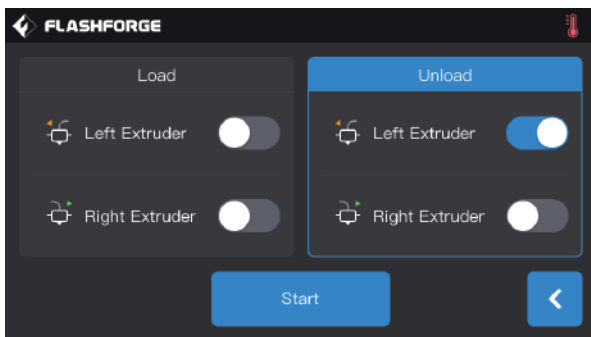 FLASHFORGE
Load
Left Extruder
Right Extruder
Unload
Left Extruder
Right Extruder
Start